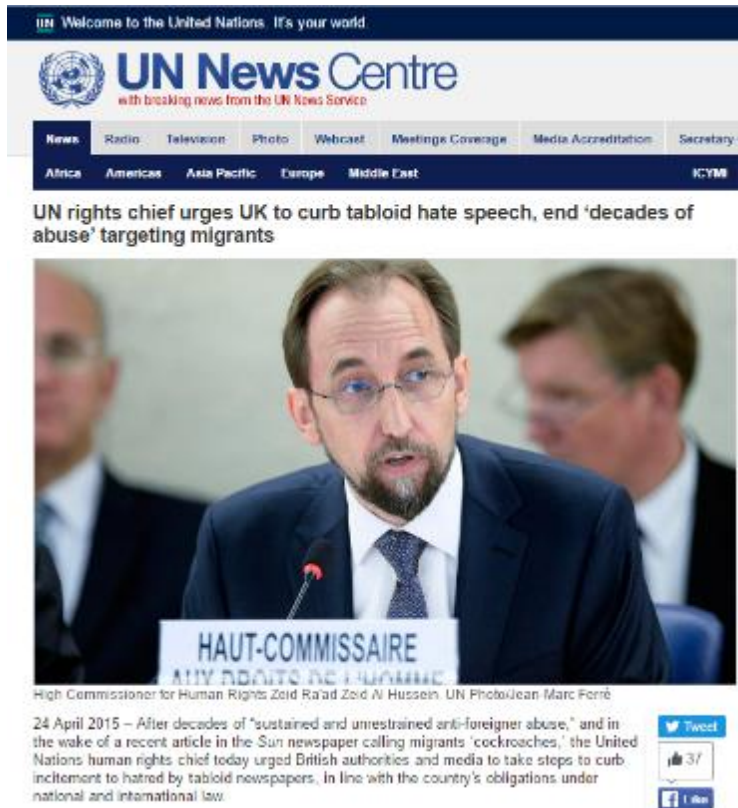 UN Welcome to the United Nations. It's your world.
UN News Centre
with breaking news from the UN News Service
News Radio Television Photo Webcast Meetings Coverage Media Accreditation Secretary
Africa Americas Asia Pacific Europe Middle East ICYMI
UN rights chief urges UK to curb tabloid hate speech, end ‘decades of
abuse’ targeting migrants
HAUT-COMMISSAIRE
AUX DROITS DE L'HOMME
High Commissioner for Human Rights Zeid Ra'ad Zeid Al Hussein. UN Photo/Jean-Marc Ferré
24 April 2015 – After decades of “sustained and unrestrained anti-foreigner abuse,” and in
the wake of a recent article in the Sun newspaper calling migrants ‘cockroaches,’ the United
Nations human rights chief today urged British authorities and media to take steps to curb
incitement to hatred by tabloid newspapers, in line with the country's obligations under
national and international law.
Tweet
37
Like